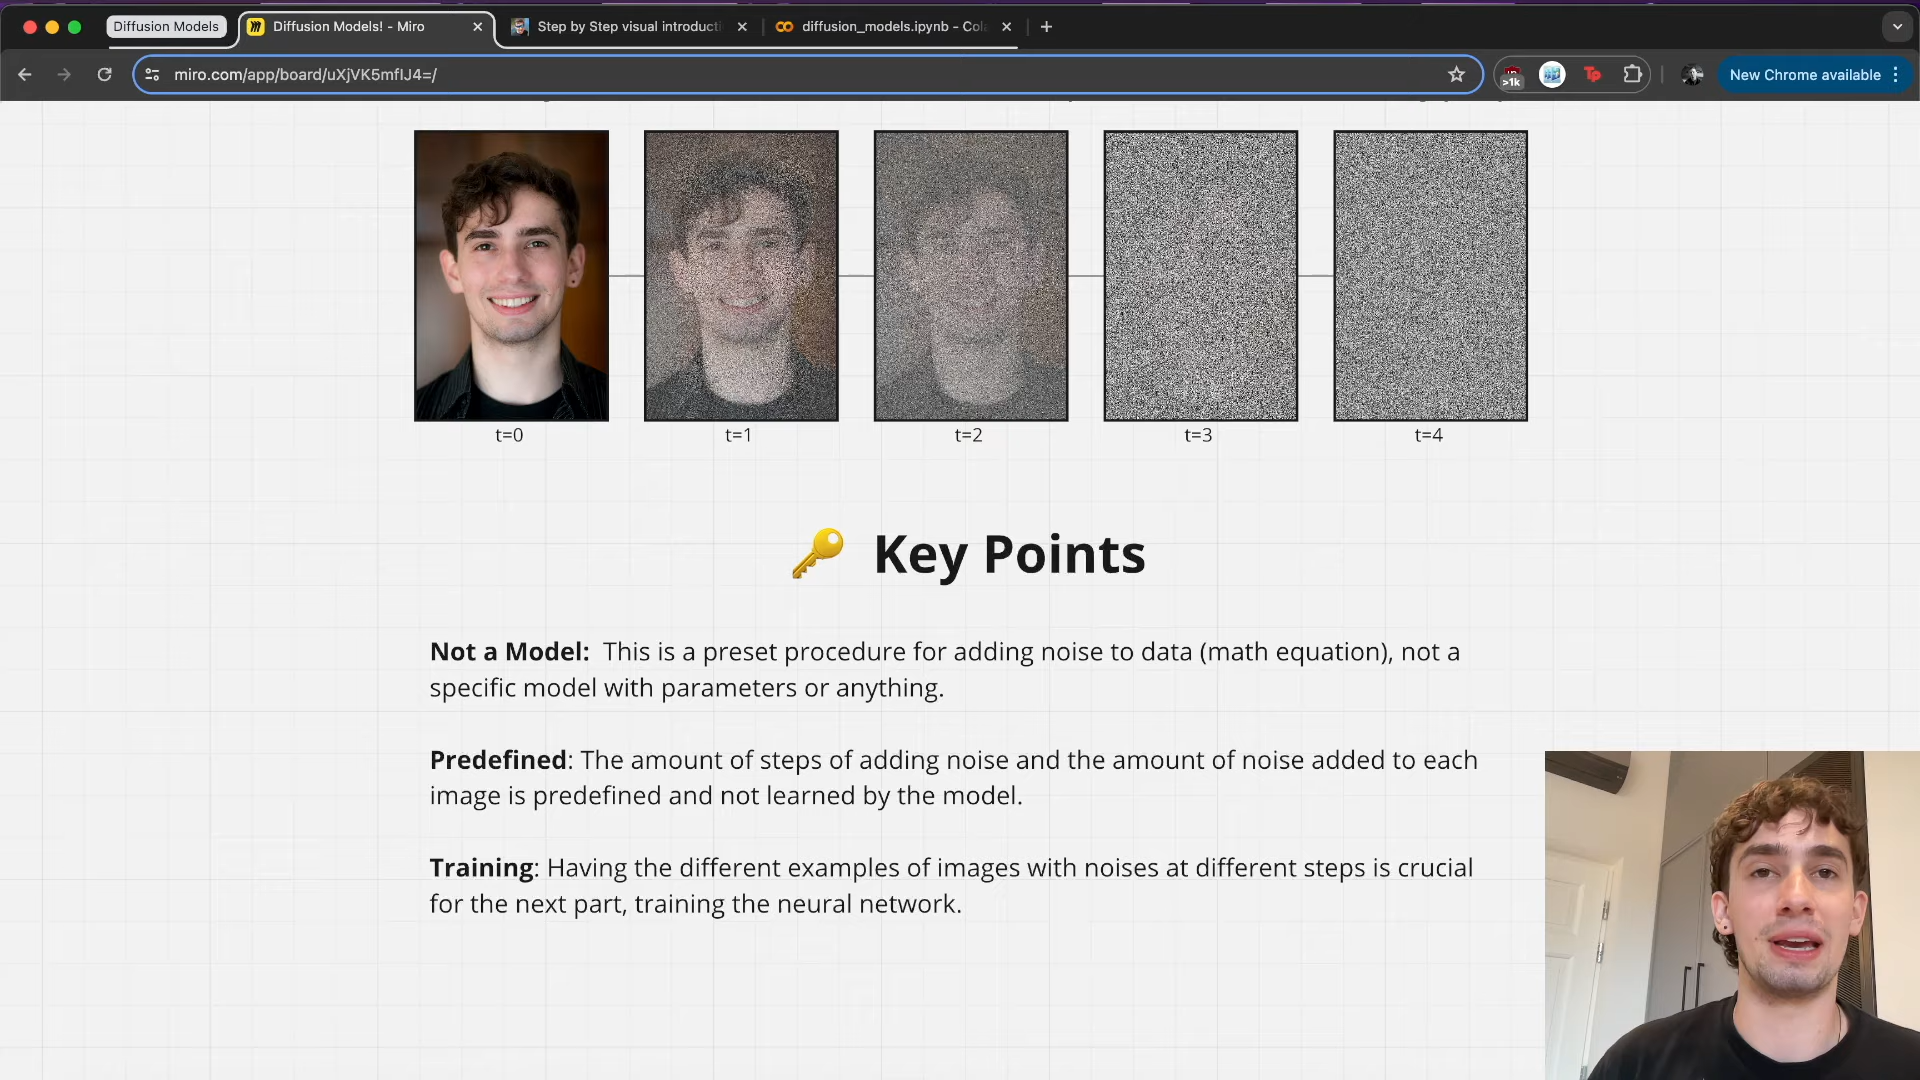 Diffusion Models
Diffusion Models! - Miro
Step by Step visual introducti
diffusion_models.ipynb - Col
miro.com/app/board/uXjVK5mfIJ4=/
>1k
Tp
New Chrome available
t=0
t=1
t=2
t=3
t=4
🔑 Key Points
Not a Model: This is a preset procedure for adding noise to data (math equation), not a
specific model with parameters or anything.
Predefined: The amount of steps of adding noise and the amount of noise added to each
image is predefined and not learned by the model.
Training: Having the different examples of images with noises at different steps is crucial
for the next part, training the neural network.